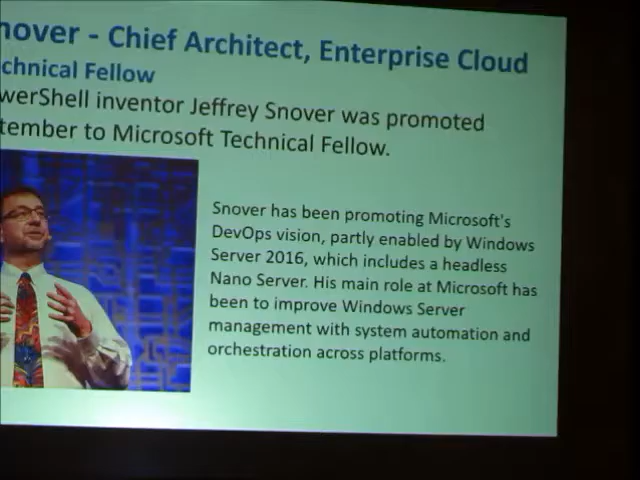 nover - Chief Architect, Enterprise Cloud
chnical Fellow
werShell inventor Jeffrey Snover was promoted
tember to Microsoft Technical Fellow.
Snover has been promoting Microsoft's
DevOps vision, partly enabled by Windows
Server 2016, which includes a headless
Nano Server. His main role at Microsoft has
been to improve Windows Server
management with system automation and
orchestration across platforms.